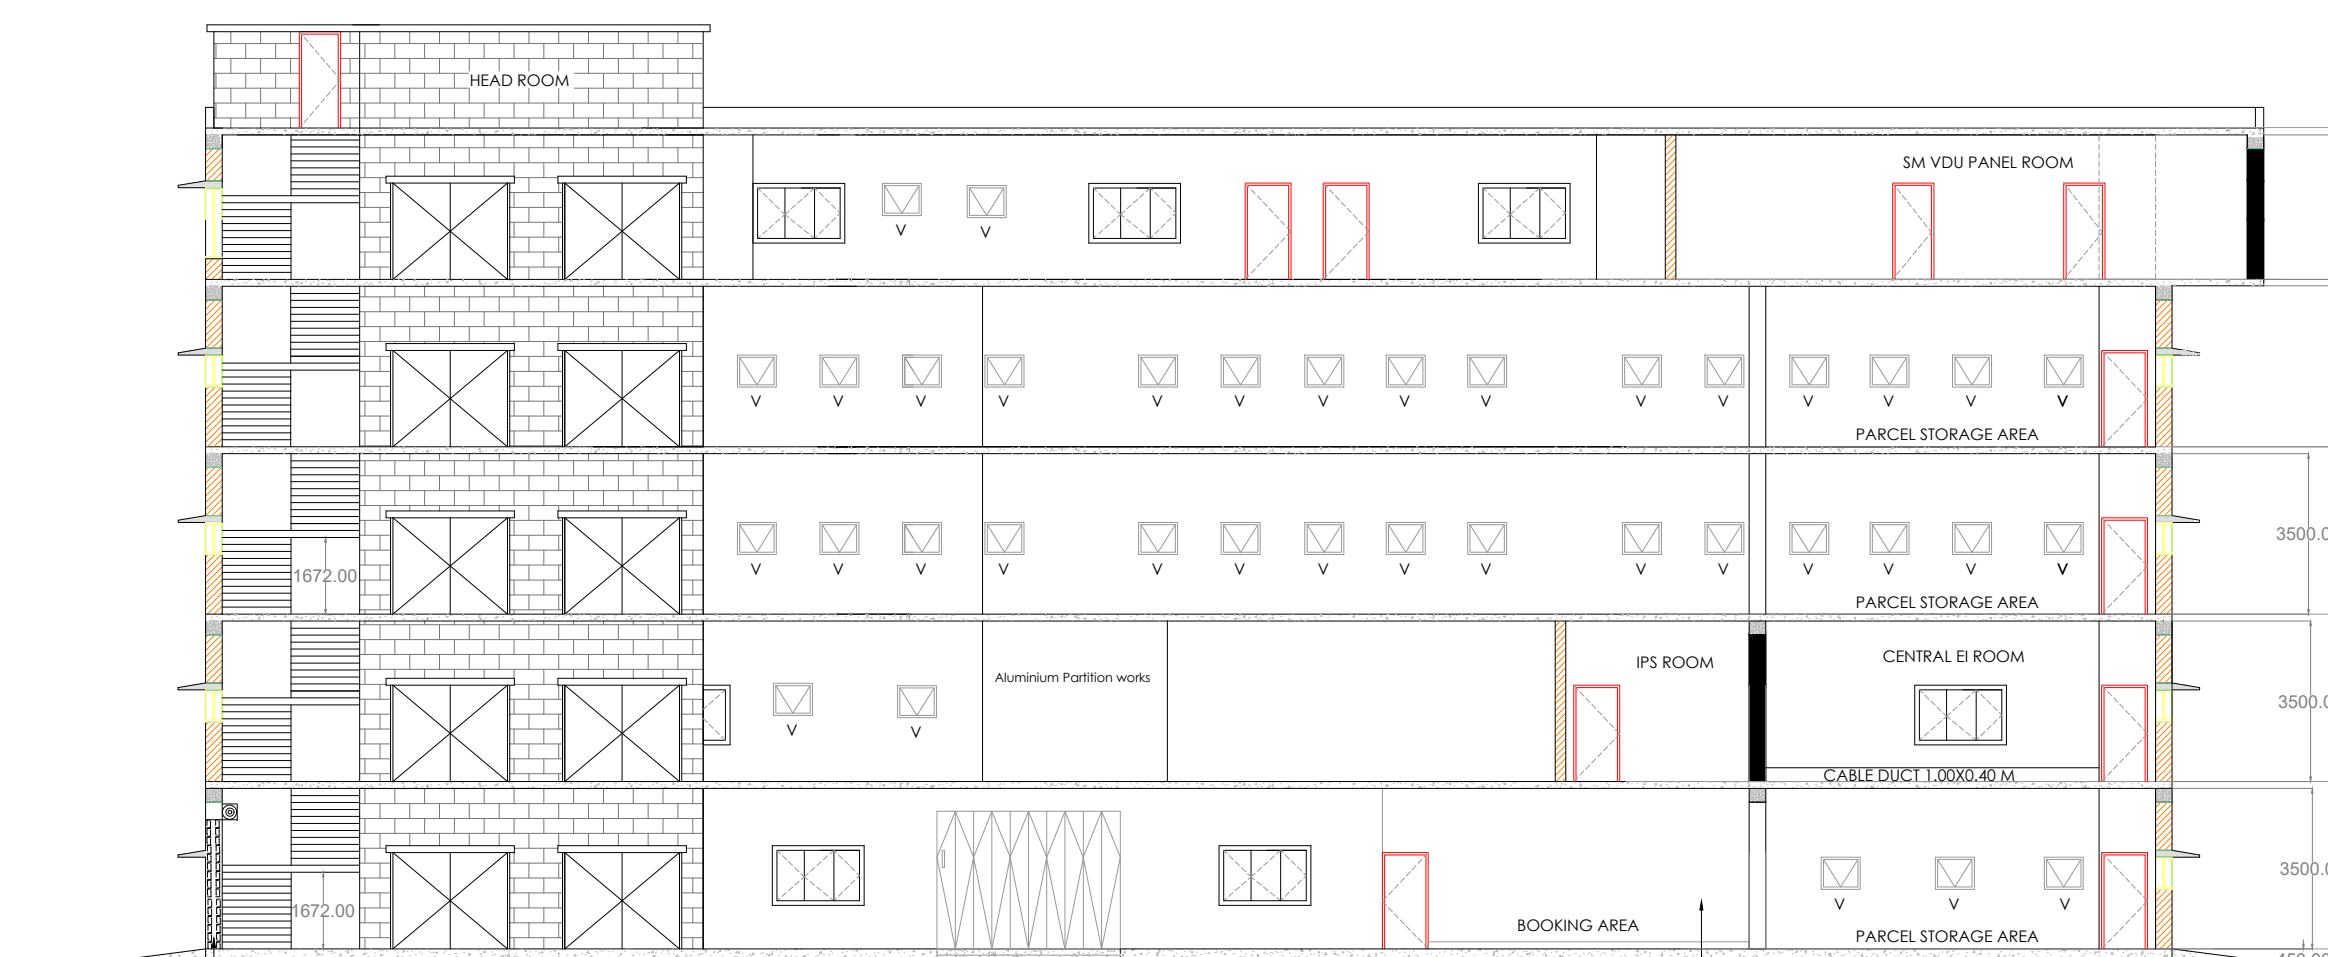 HEAD ROOM
SM VDU PANEL ROOM
V V
V V V V V V V V V V V V V V V
PARCEL STORAGE AREA
3500.0
1672.00
V V V V V V V V V V V V V V V
PARCEL STORAGE AREA
Aluminium Partition works
IPS ROOM
CENTRAL EI ROOM
3500.0
V V
CABLE DUCT 1.00X0.40 M
3500.0
1672.00
V V V
BOOKING AREA
PARCEL STORAGE AREA